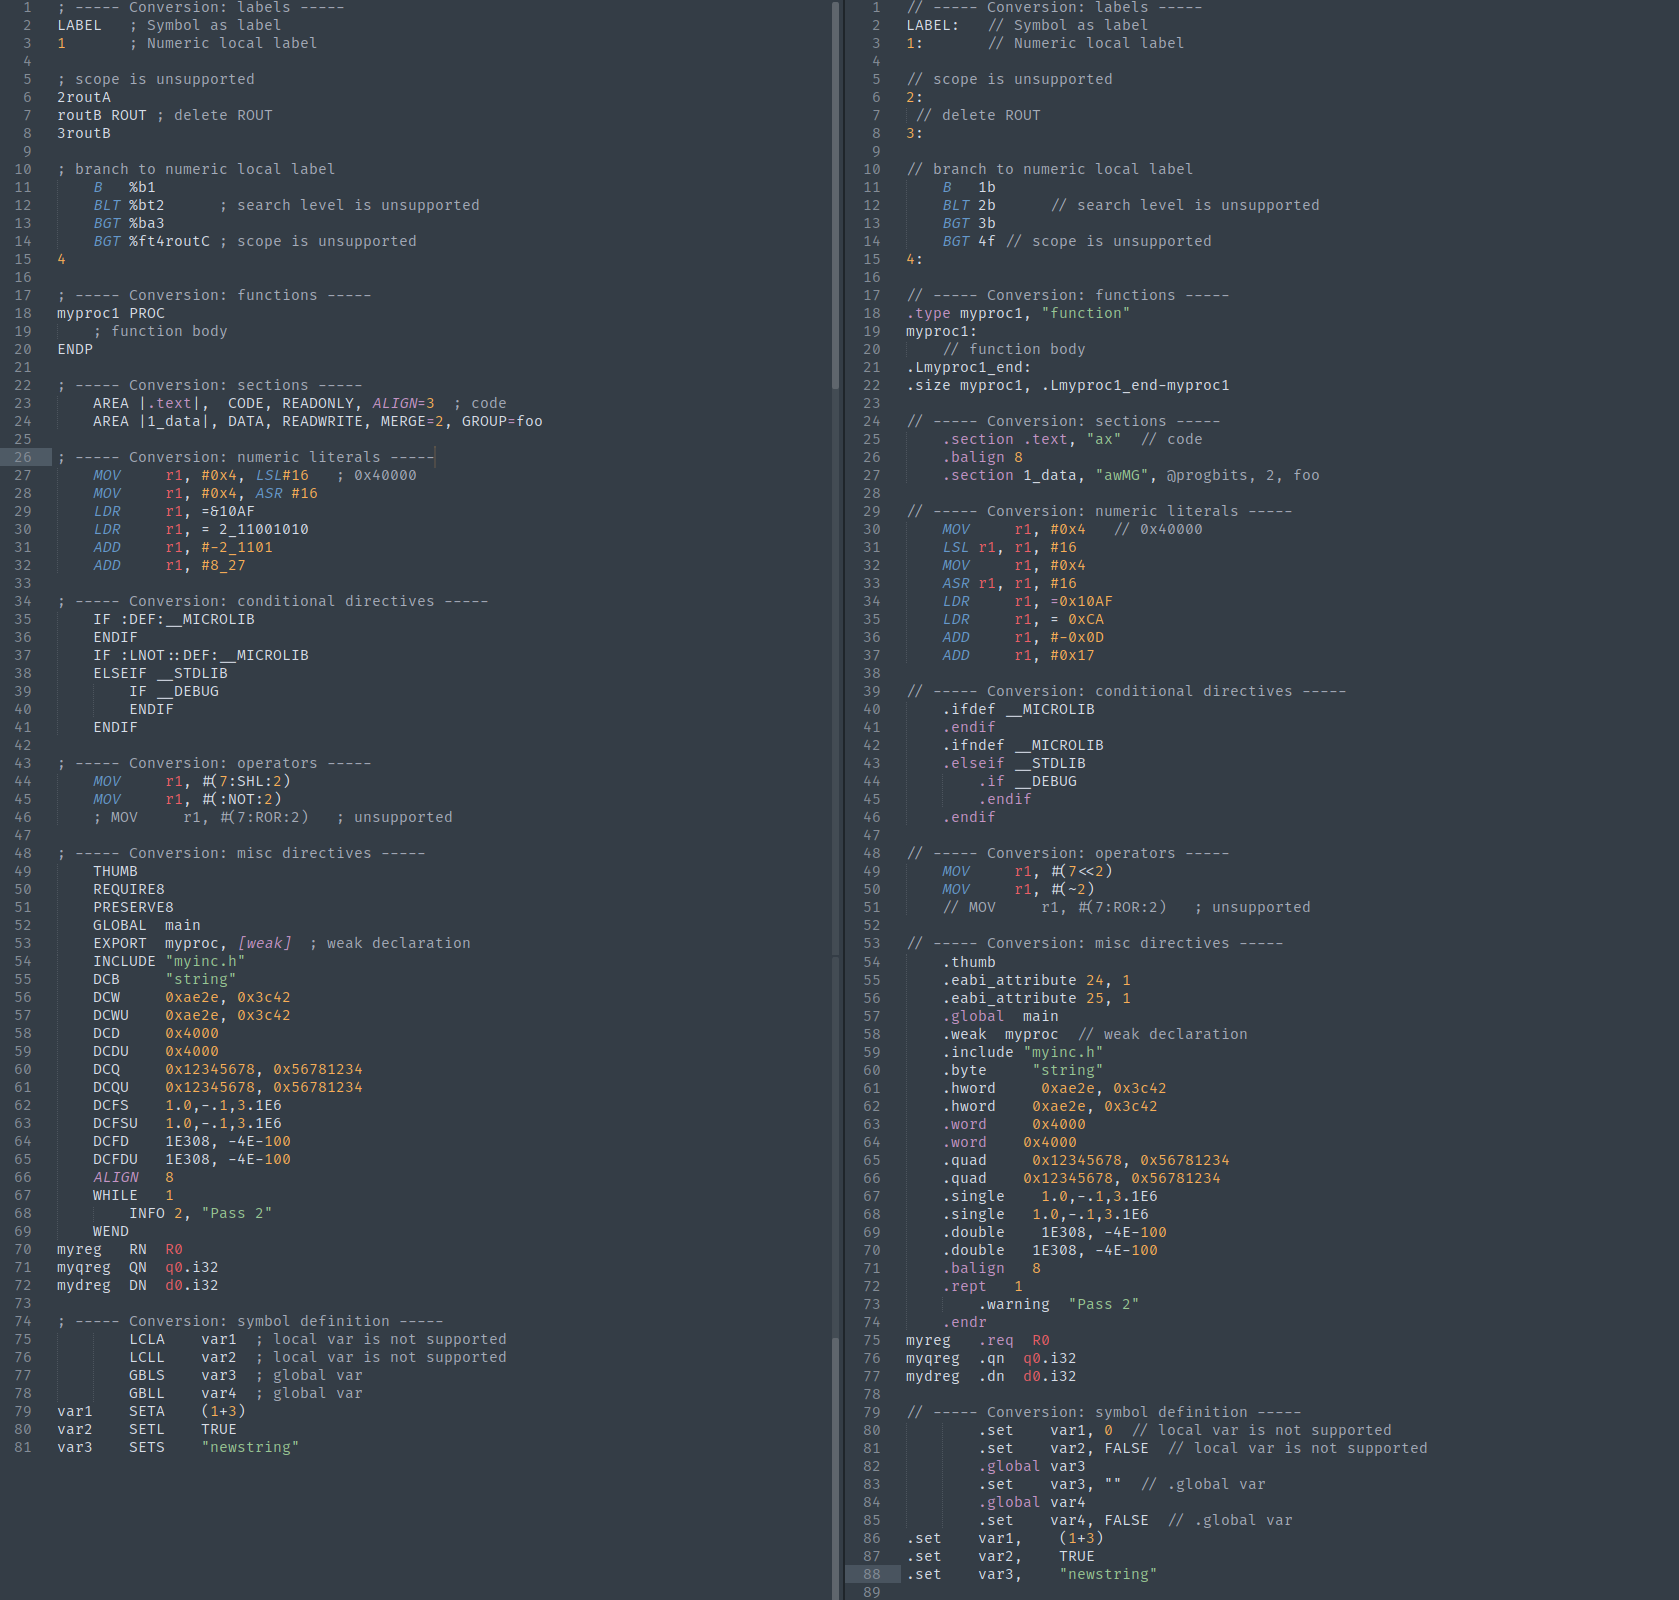 1 ; ----- Conversion: labels -----
2 LABEL   ; Symbol as label
3 1       ; Numeric local label
4
5 ; scope is unsupported
6 2routA
7 routB ROUT ; delete ROUT
8 3routB
9
10 ; branch to numeric local label
11     B   %b1
12     BLT %bt2      ; search level is unsupported
13     BGT %ba3
14     BGT %ft4routC ; scope is unsupported
15 4
16
17 ; ----- Conversion: functions -----
18 myproc1 PROC
19     ; function body
20 ENDP
21
22 ; ----- Conversion: sections -----
23     AREA |.text|,  CODE, READONLY, ALIGN=3  ; code
24     AREA |1_data|, DATA, READWRITE, MERGE=2, GROUP=foo
25
26 ; ----- Conversion: numeric literals -----
27     MOV     r1, #0x4, LSL#16   ; 0x40000
28     MOV     r1, #0x4, ASR #16
29     LDR     r1, =&10AF
30     LDR     r1, = 2_11001010
31     ADD     r1, #-2_1101
32     ADD     r1, #8_27
33
34 ; ----- Conversion: conditional directives -----
35     IF :DEF:__MICROLIB
36     ENDIF
37     IF :LNOT::DEF:__MICROLIB
38     ELSEIF __STDLIB
39         IF __DEBUG
40         ENDIF
41     ENDIF
42
43 ; ----- Conversion: operators -----
44     MOV     r1, #(7:SHL:2)
45     MOV     r1, #(:NOT:2)
46     ; MOV     r1, #(7:ROR:2)   ; unsupported
47
48 ; ----- Conversion: misc directives -----
49     THUMB
50     REQUIRE8
51     PRESERVE8
52     GLOBAL  main
53     EXPORT  myproc, [weak]  ; weak declaration
54     INCLUDE "myinc.h"
55     DCB     "string"
56     DCW     0xae2e, 0x3c42
57     DCWU    0xae2e, 0x3c42
58     DCD     0x4000
59     DCDU    0x4000
60     DCQ     0x12345678, 0x56781234
61     DCQU    0x12345678, 0x56781234
62     DCFS    1.0,-.1,3.1E6
63     DCFSU   1.0,-.1,3.1E6
64     DCFD    1E308, -4E-100
65     DCFDU   1E308, -4E-100
66     ALIGN   8
67     WHILE   1
68         INFO 2, "Pass 2"
69     WEND
70 myreg   RN  R0
71 myqreg  QN  q0.i32
72 mydreg  DN  d0.i32
73
74 ; ----- Conversion: symbol definition -----
75         LCLA    var1  ; local var is not supported
76         LCLL    var2  ; local var is not supported
77         GBLS    var3  ; global var
78         GBLL    var4  ; global var
79 var1    SETA    (1+3)
80 var2    SETL    TRUE
81 var3    SETS    "newstring"
1 // ----- Conversion: labels -----
2 LABEL:   // Symbol as label
3 1:       // Numeric local label
4
5 // scope is unsupported
6 2:
7  // delete ROUT
8 3:
9
10 // branch to numeric local label
11     B   1b
12     BLT 2b      // search level is unsupported
13     BGT 3b
14     BGT 4f // scope is unsupported
15 4:
16
17 // ----- Conversion: functions -----
18 .type myproc1, "function"
19 myproc1:
20     // function body
21 .Lmyproc1_end:
22 .size myproc1, .Lmyproc1_end-myproc1
23
24 // ----- Conversion: sections -----
25     .section .text, "ax"  // code
26     .balign 8
27     .section 1_data, "awMG", @progbits, 2, foo
28
29 // ----- Conversion: numeric literals -----
30     MOV     r1, #0x4   // 0x40000
31     LSL r1, r1, #16
32     MOV     r1, #0x4
33     ASR r1, r1, #16
34     LDR     r1, =0x10AF
35     LDR     r1, = 0xCA
36     ADD     r1, #-0x0D
37     ADD     r1, #0x17
38
39 // ----- Conversion: conditional directives -----
40     .ifdef __MICROLIB
41     .endif
42     .ifndef __MICROLIB
43     .elseif __STDLIB
44         .if __DEBUG
45         .endif
46     .endif
47
48 // ----- Conversion: operators -----
49     MOV     r1, #(7<<2)
50     MOV     r1, #(~2)
51     // MOV     r1, #(7:ROR:2)   ; unsupported
52
53 // ----- Conversion: misc directives -----
54     .thumb
55     .eabi_attribute 24, 1
56     .eabi_attribute 25, 1
57     .global  main
58     .weak  myproc  // weak declaration
59     .include "myinc.h"
60     .byte     "string"
61     .hword     0xae2e, 0x3c42
62     .hword    0xae2e, 0x3c42
63     .word     0x4000
64     .word    0x4000
65     .quad     0x12345678, 0x56781234
66     .quad    0x12345678, 0x56781234
67     .single    1.0,-.1,3.1E6
68     .single   1.0,-.1,3.1E6
69     .double    1E308, -4E-100
70     .double   1E308, -4E-100
71     .balign   8
72     .rept   1
73         .warning  "Pass 2"
74     .endr
75 myreg   .req  R0
76 myqreg  .qn  q0.i32
77 mydreg  .dn  d0.i32
78
79 // ----- Conversion: symbol definition -----
80         .set    var1, 0  // local var is not supported
81         .set    var2, FALSE  // local var is not supported
82         .global var3
83         .set    var3, ""  // .global var
84         .global var4
85         .set    var4, FALSE  // .global var
86 .set    var1,    (1+3)
87 .set    var2,    TRUE
88 .set    var3,    "newstring"
89